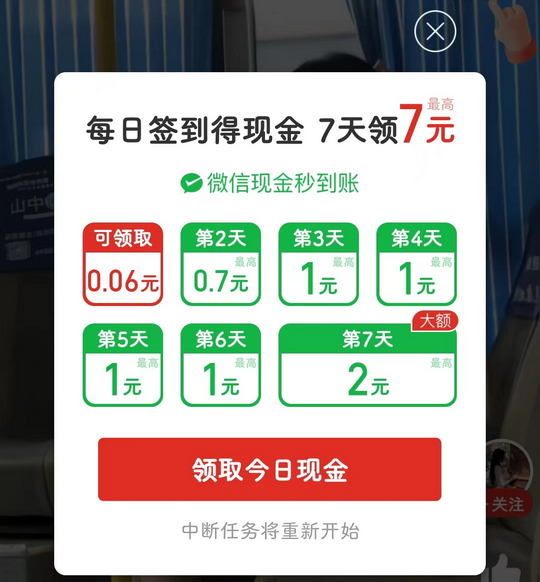 每日签到得现金 7天领7元
最高
微信现金秒到账
可领取 第2天 第3天 第4天
最高 最高 最高
0.06元 0.7元 1元 1元
大额
第5天 第6天 第7天
最高 最高 最高
1元 1元 2元
领取今日现金
中断任务将重新开始
关注
中山